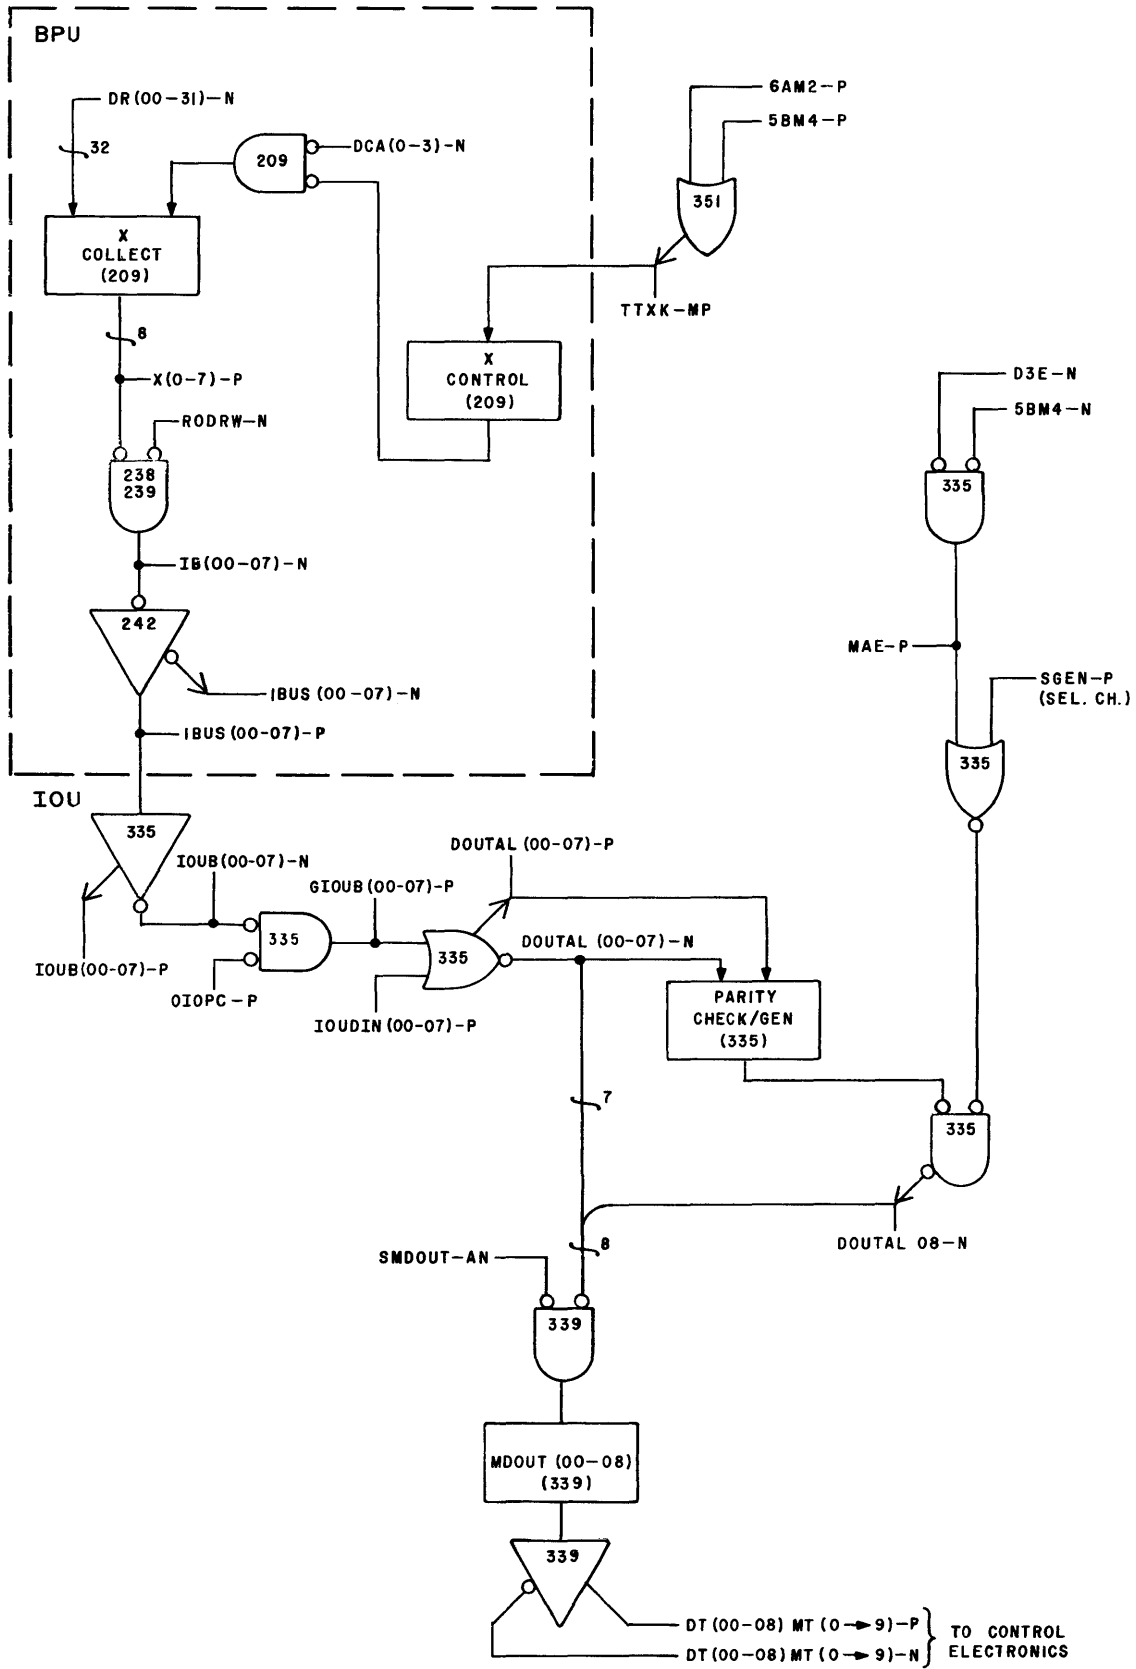 BPU
DR(00-31)-N
32
209
DCA(0-3)-N
X
COLLECT
(209)
6AM2-P
5BM4-P
351
TTXK-MP
X
CONTROL
(209)
8
X(0-7)-P
RODRW-N
238
239
IB(00-07)-N
242
IBUS(00-07)-N
IBUS(00-07)-P
D3E-N
5BM4-N
335
MAE-P
SGEN-P
(SEL. CH.)
335
IOU
335
IOUB(00-07)-N
IOUB(00-07)-P
335
OIOPC-P
GIOUB(00-07)-P
335
IOUDIN(00-07)-P
DOUTAL(00-07)-P
DOUTAL(00-07)-N
PARITY
CHECK/GEN
(335)
7
335
DOUTAL 08-N
8
SMDOUT-AN
339
MDOUT(00-08)
(339)
339
DT(00-08)MT(0→9)-P
DT(00-08)MT(0→9)-N
TO CONTROL
ELECTRONICS